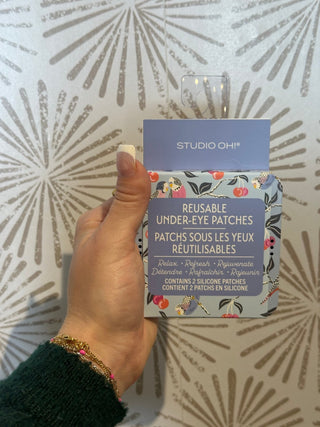 STUDIO OH!®
REUSABLE
UNDER-EYE PATCHES
PATCHS SOUS LES YEUX
RÉUTILISABLES
Relax • Refresh • Rejuvenate
Détendre • Rafraîchir • Rajeunir
CONTAINS 2 SILICONE PATCHES
CONTIENT 2 PATCHS EN SILICONE